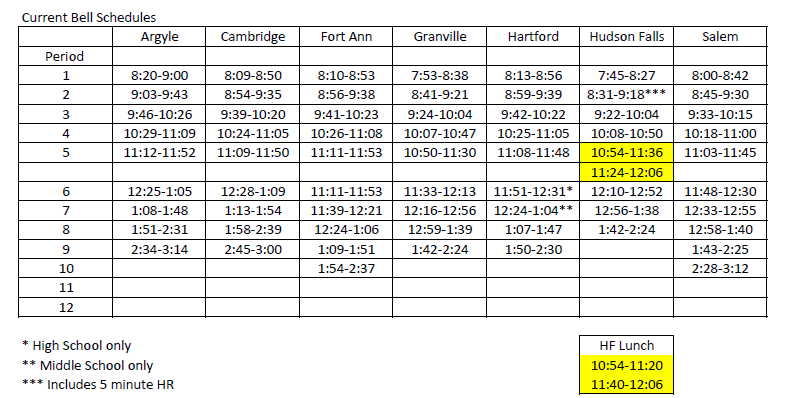 Current Bell Schedules
Argyle Cambridge Fort Ann Granville Hartford Hudson Falls Salem
Period
1 8:20-9:00 8:09-8:50 8:10-8:53 7:53-8:38 8:13-8:56 7:45-8:27 8:00-8:42
2 9:03-9:43 8:54-9:35 8:56-9:38 8:41-9:21 8:59-9:39 8:31-9:18*** 8:45-9:30
3 9:46-10:26 9:39-10:20 9:41-10:23 9:24-10:04 9:42-10:22 9:22-10:04 9:33-10:15
4 10:29-11:09 10:24-11:05 10:26-11:08 10:07-10:47 10:25-11:05 10:08-10:50 10:18-11:00
5 11:12-11:52 11:09-11:50 11:11-11:53 10:50-11:30 11:08-11:48 10:54-11:36 11:03-11:45
11:24-12:06
6 12:25-1:05 12:28-1:09 11:11-11:53 11:33-12:13 11:51-12:31* 12:10-12:52 11:48-12:30
7 1:08-1:48 1:13-1:54 11:39-12:21 12:16-12:56 12:24-1:04** 12:56-1:38 12:33-12:55
8 1:51-2:31 1:58-2:39 12:24-1:06 12:59-1:39 1:07-1:47 1:42-2:24 12:58-1:40
9 2:34-3:14 2:45-3:00 1:09-1:51 1:42-2:24 1:50-2:30 1:43-2:25
10 1:54-2:37 2:28-3:12
11
12
* High School only HF Lunch
** Middle School only 10:54-11:20
*** Includes 5 minute HR 11:40-12:06